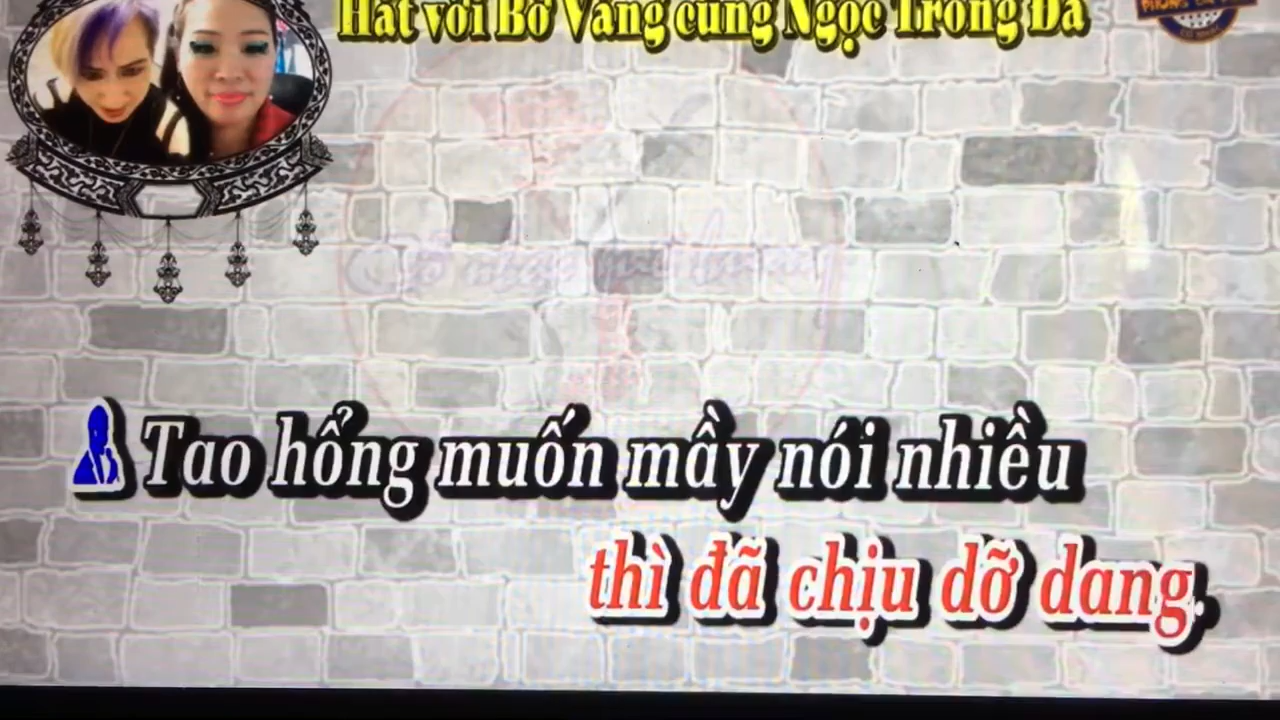 Hát với Bờ Vàng cùng Ngọc Trong Đá
Tao hổng muốn mầy nói nhiều
thì đã chịu dỡ dang.